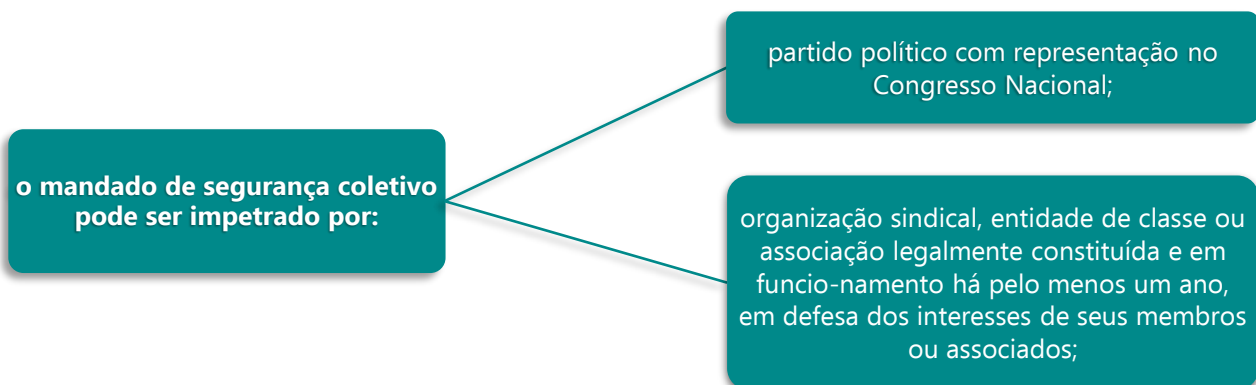 o mandado de segurança coletivo
pode ser impetrado por:
partido político com representação no
Congresso Nacional;
organização sindical, entidade de classe ou
associação legalmente constituída e em
funcio-namento há pelo menos um ano,
em defesa dos interesses de seus membros
ou associados;